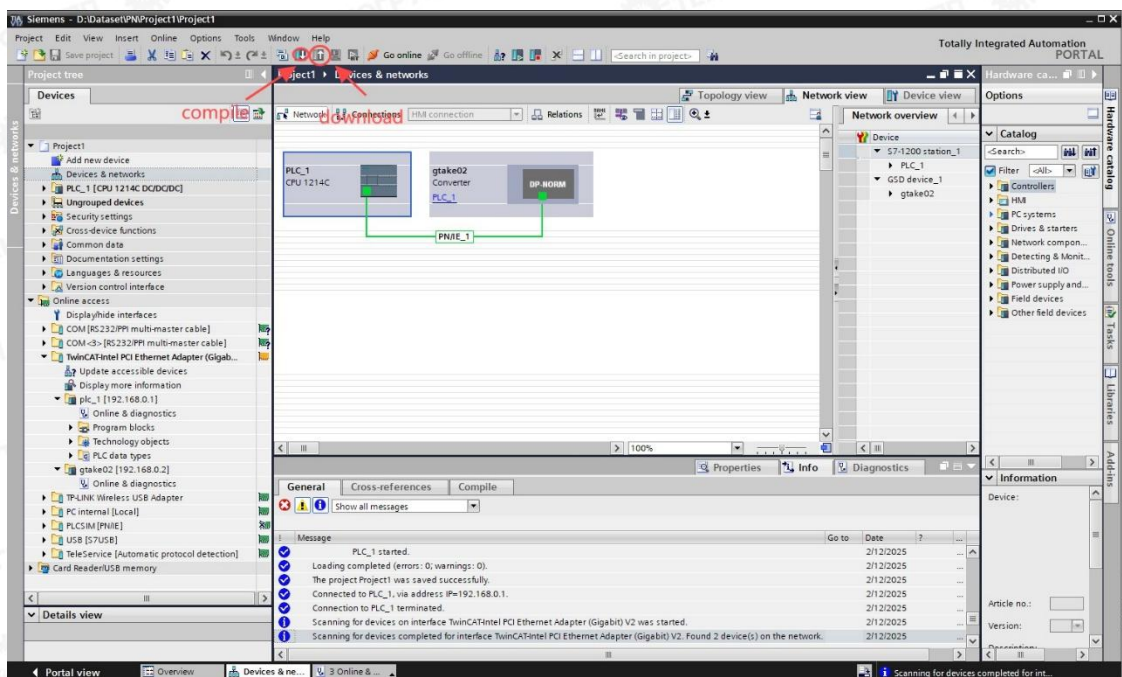 Siemens - D:\Dataset\PN\Project1\Project1
Project Edit View Insert Online Options Tools Window Help
Totally Integrated Automation
PORTAL
Save project
Go online
Go offline
<Search in project>
Project tree
Project1 ▸ Devices & networks
Hardware ca...
Devices
compile
download
Topology view
Network view
Device view
Options
Network
Connections
HMI connection
Relations
Network overview
Project1
Add new device
Devices & networks
PLC_1 [CPU 1214C DC/DC/DC]
Ungrouped devices
Security settings
Cross-device functions
Common data
Documentation settings
Languages & resources
Version control interface
Online access
Display/hide interfaces
COM [RS232/PPI multi-master cable]
COM <3> [RS232/PPI multi-master cable]
TwinCAT-Intel PCI Ethernet Adapter (Gigab...
Update accessible devices
Display more information
plc_1 [192.168.0.1]
Online & diagnostics
Program blocks
Technology objects
PLC data types
gtake02 [192.168.0.2]
Online & diagnostics
TP-LINK Wireless USB Adapter
PC internal [Local]
PLCSIM [PN/IE]
USB [S7USB]
TeleService [Automatic protocol detection]
Card Reader/USB memory
Details view
PLC_1
CPU 1214C
gtake02
Converter
PLC_1
DP-NORM
PN/IE_1
100%
Device
S7-1200 station_1
PLC_1
GSD device_1
gtake02
Catalog
<Search>
Filter
<All>
Controllers
HMI
PC systems
Drives & starters
Network compon...
Detecting & Monit...
Distributed I/O
Power supply and...
Field devices
Other field devices
Information
Device:
Article no.:
Version:
Hardware catalog
Online tools
Tasks
Libraries
Add-ins
Devices & networks
Properties
Info
Diagnostics
General
Cross-references
Compile
Show all messages
! Message Go to Date ? ...
PLC_1 started. 2/12/2025 ...
Loading completed (errors: 0; warnings: 0). 2/12/2025 ...
The project Project1 was saved successfully. 2/12/2025 ...
Connected to PLC_1, via address IP=192.168.0.1. 2/12/2025 ...
Connection to PLC_1 terminated. 2/12/2025 ...
Scanning for devices on interface TwinCAT-Intel PCI Ethernet Adapter (Gigabit) V2 was started. 2/12/2025 ...
Scanning for devices completed for interface TwinCAT-Intel PCI Ethernet Adapter (Gigabit) V2. Found 2 device(s) on the network. 2/12/2025 ...
Portal view
Overview
Devices & ne...
3 Online & ...
Scanning for devices completed for int...